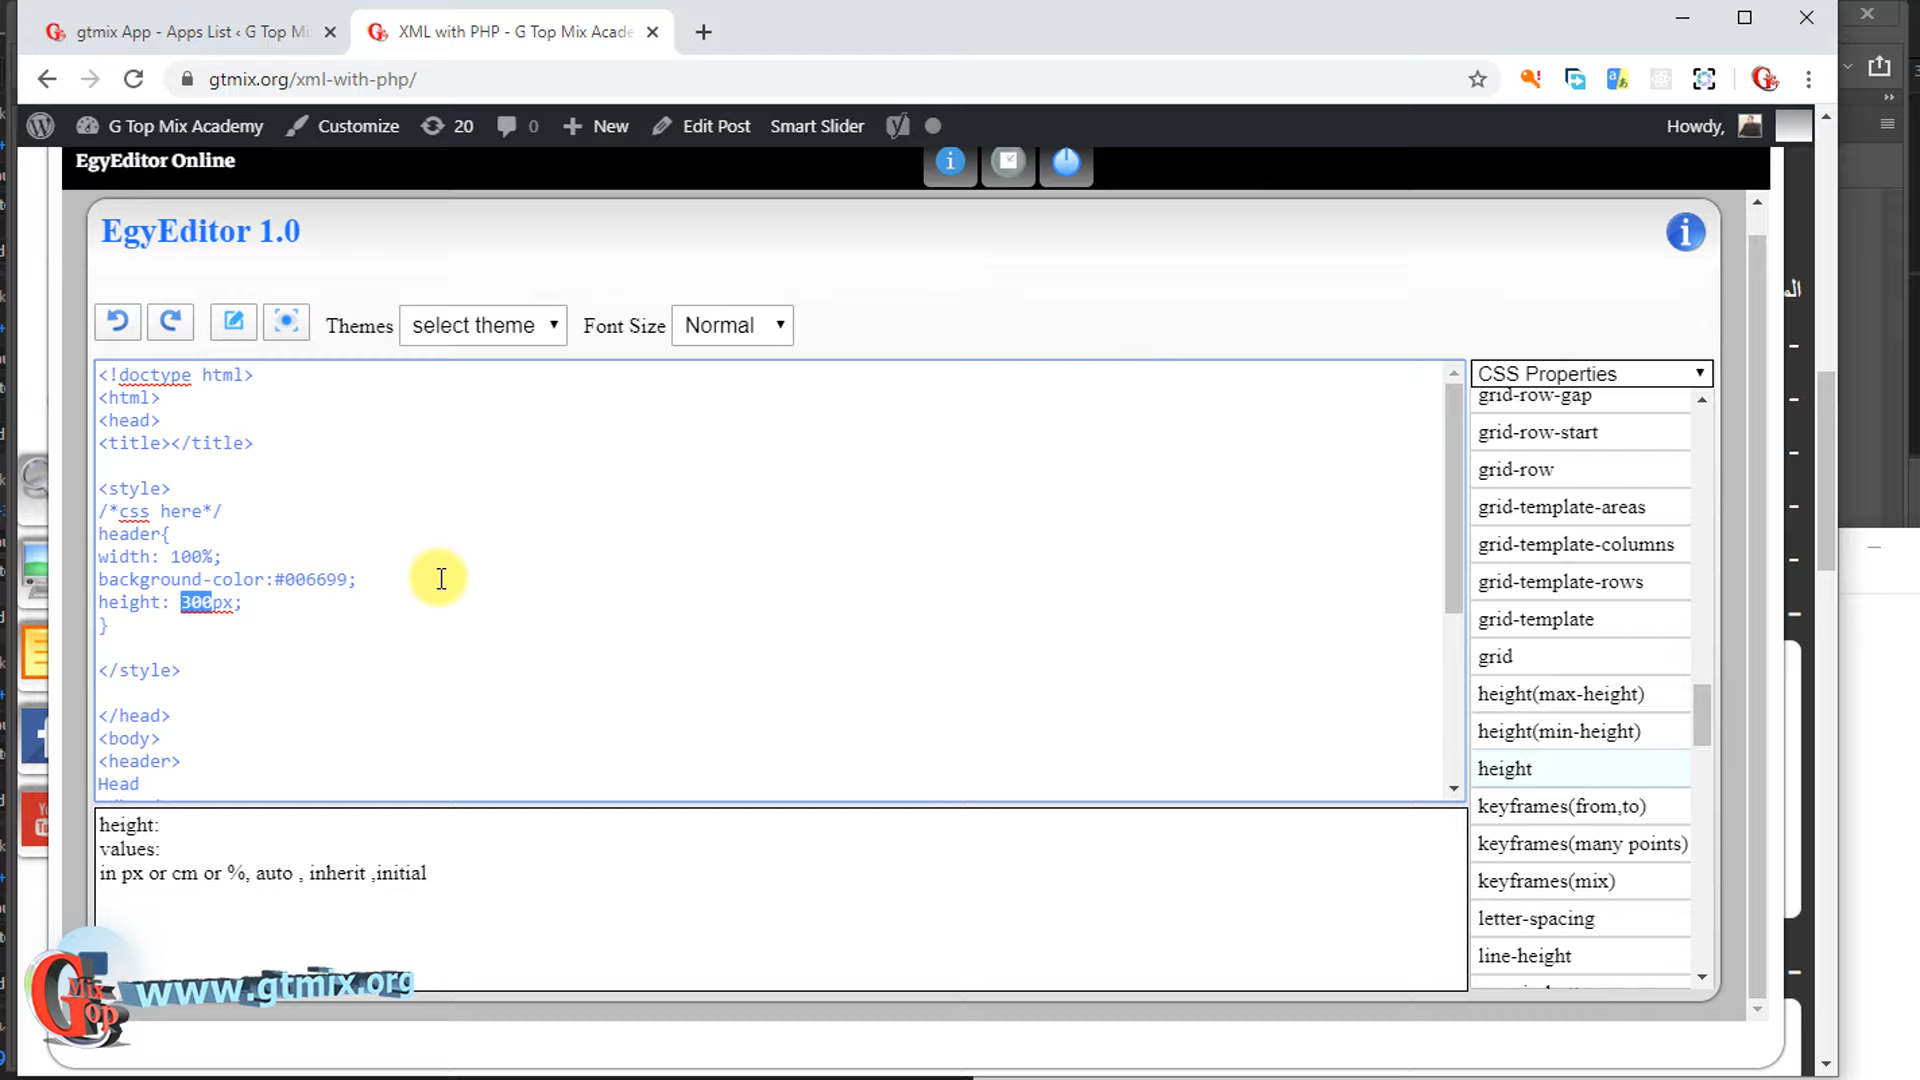 gtmix App - Apps List ‹ G Top Mi
XML with PHP - G Top Mix Acade
gtmix.org/xml-with-php/
G Top Mix Academy
Customize
20
0
New
Edit Post
Smart Slider
Howdy,
EgyEditor Online
EgyEditor 1.0
Themes
select theme
Font Size
Normal
<!doctype html>
<html>
<head>
<title></title>
<style>
/*css here*/
header{
width: 100%;
background-color:#006699;
height: 300px;
}
</style>
</head>
<body>
<header>
Head
CSS Properties
grid-row-gap
grid-row-start
grid-row
grid-template-areas
grid-template-columns
grid-template-rows
grid-template
grid
height(max-height)
height(min-height)
height
keyframes(from,to)
keyframes(many points)
keyframes(mix)
letter-spacing
line-height
height:
values:
in px or cm or %, auto , inherit ,initial
G Mix Top
www.gtmix.org